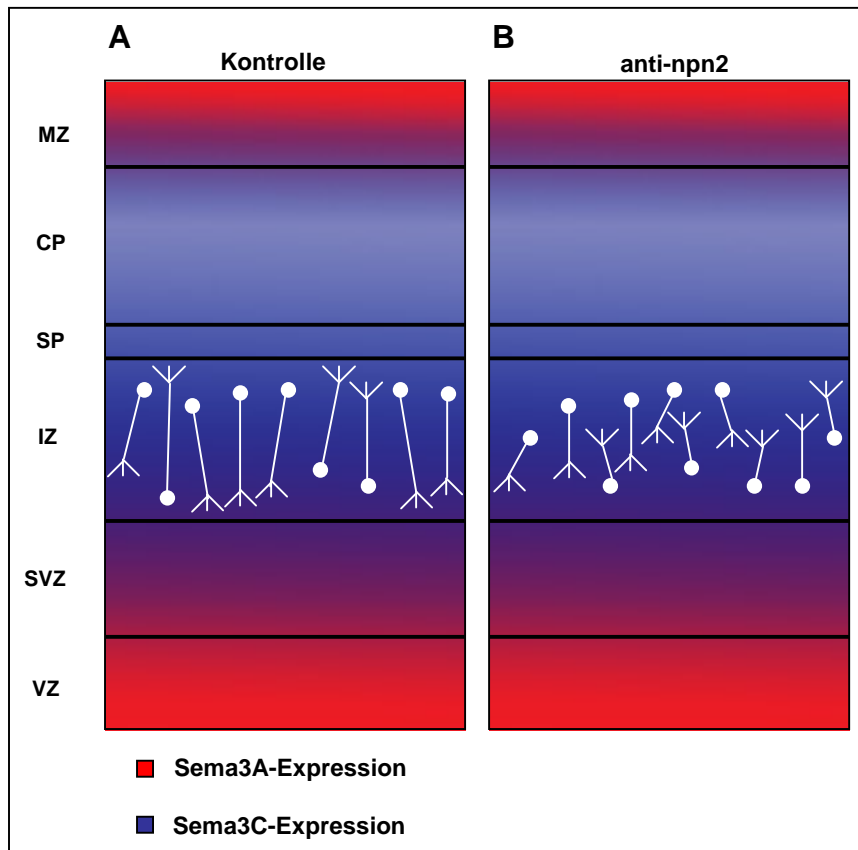 A
B
Kontrolle
anti-npn2
MZ
CP
SP
IZ
SVZ
VZ
Sema3A-Expression
Sema3C-Expression